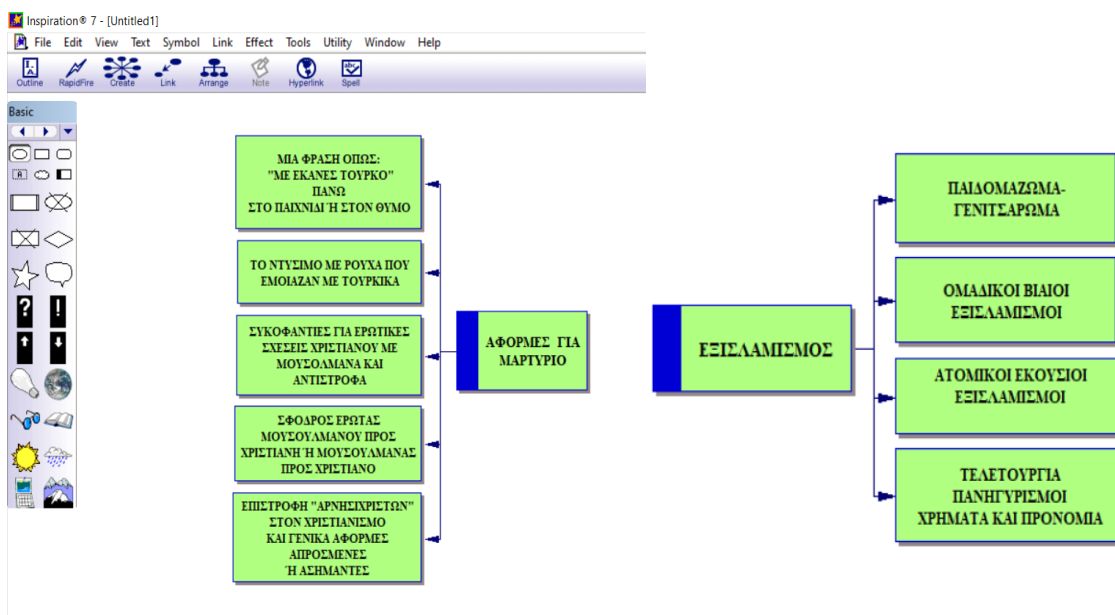 Inspiration® 7 - [Untitled1]
File Edit View Text Symbol Link Effect Tools Utility Window Help
Outline RapidFire Create Link Arrange Note Hyperlink Spell
Basic
ΜΙΑ ΦΡΑΣΗ ΟΠΩΣ:
"ΜΕ ΕΚΑΝΕΣ ΤΟΥΡΚΟ"
ΠΑΝΩ
ΣΤΟ ΠΑΙΧΝΙΔΙ Ή ΣΤΟΝ ΘΥΜΟ
ΤΟ ΝΤΥΣΙΜΟ ΜΕ ΡΟΥΧΑ ΠΟΥ
ΕΜΟΙΑΖΑΝ ΜΕ ΤΟΥΡΚΙΚΑ
ΣΥΚΟΦΑΝΤΙΕΣ ΓΙΑ ΕΡΩΤΙΚΕΣ
ΣΧΕΣΕΙΣ ΧΡΙΣΤΙΑΝΟΥ ΜΕ
ΜΟΥΣΟΛΜΑΝΑ ΚΑΙ
ΑΝΤΙΣΤΡΟΦΑ
ΣΦΟΔΡΟΣ ΕΡΩΤΑΣ
ΜΟΥΣΟΥΛΜΑΝΟΥ ΠΡΟΣ
ΧΡΙΣΤΙΑΝΗ Ή ΜΟΥΣΟΥΛΜΑΝΑΣ
ΠΡΟΣ ΧΡΙΣΤΙΑΝΟ
ΕΠΙΣΤΡΟΦΗ "ΑΡΝΗΣΙΧΡΙΣΤΩΝ"
ΣΤΟΝ ΧΡΙΣΤΙΑΝΙΣΜΟ
ΚΑΙ ΓΕΝΙΚΑ ΑΦΟΡΜΕΣ
ΑΠΡΟΣΜΕΝΕΣ
Ή ΑΣΗΜΑΝΤΕΣ
ΑΦΟΡΜΕΣ ΓΙΑ
ΜΑΡΤΥΡΙΟ
ΕΞΙΣΛΑΜΙΣΜΟΣ
ΠΑΙΔΟΜΑΖΩΜΑ-
ΓΕΝΙΤΣΑΡΩΜΑ
ΟΜΑΔΙΚΟΙ ΒΙΑΙΟΙ
ΕΞΙΣΛΑΜΙΣΜΟΙ
ΑΤΟΜΙΚΟΙ ΕΚΟΥΣΙΟΙ
ΕΞΙΣΛΑΜΙΣΜΟΙ
ΤΕΛΕΤΟΥΡΓΙΑ
ΠΑΝΗΓΥΡΙΣΜΟΙ
ΧΡΗΜΑΤΑ ΚΑΙ ΠΡΟΝΟΜΙΑ